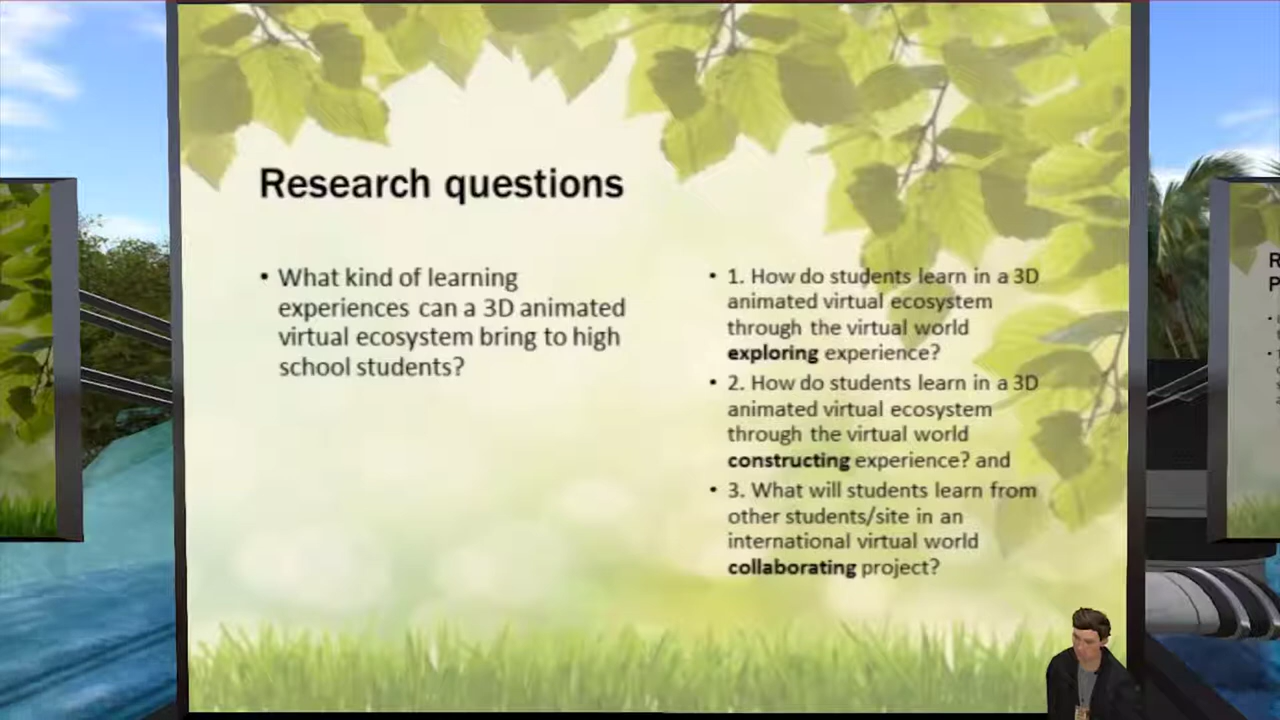 Research questions
• What kind of learning
experiences can a 3D animated
virtual ecosystem bring to high
school students?
• 1. How do students learn in a 3D
animated virtual ecosystem
through the virtual world
exploring experience?
• 2. How do students learn in a 3D
animated virtual ecosystem
through the virtual world
constructing experience? and
• 3. What will students learn from
other students/site in an
international virtual world
collaborating project?
R
P